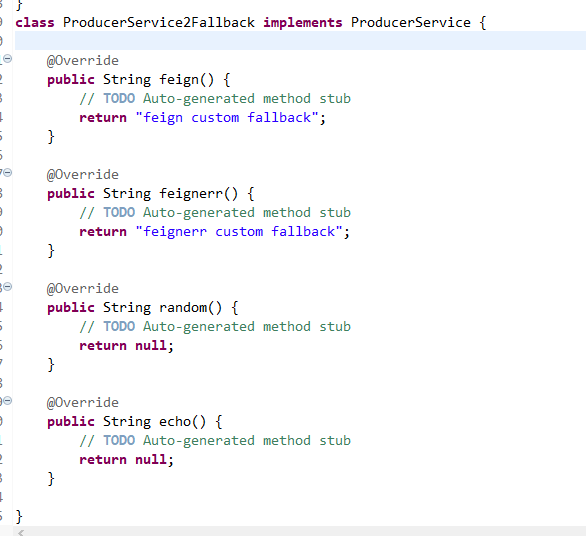 }
class ProducerService2Fallback implements ProducerService {
@Override
public String feign() {
// TODO Auto-generated method stub
return "feign custom fallback";
}
@Override
public String feignerr() {
// TODO Auto-generated method stub
return "feignerr custom fallback";
}
@Override
public String random() {
// TODO Auto-generated method stub
return null;
}
@Override
public String echo() {
// TODO Auto-generated method stub
return null;
}
}